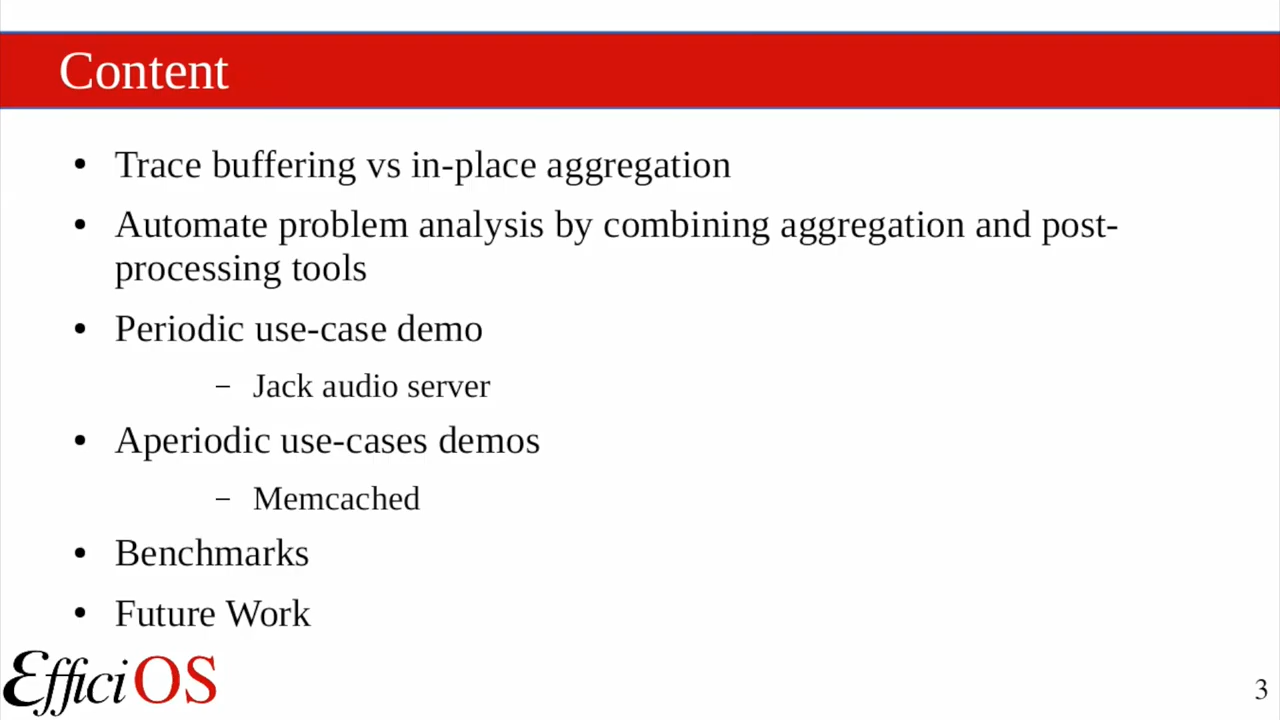 Content
• Trace buffering vs in-place aggregation
• Automate problem analysis by combining aggregation and post-
processing tools
• Periodic use-case demo
– Jack audio server
• Aperiodic use-cases demos
– Memcached
• Benchmarks
• Future Work
EfficiOS
3